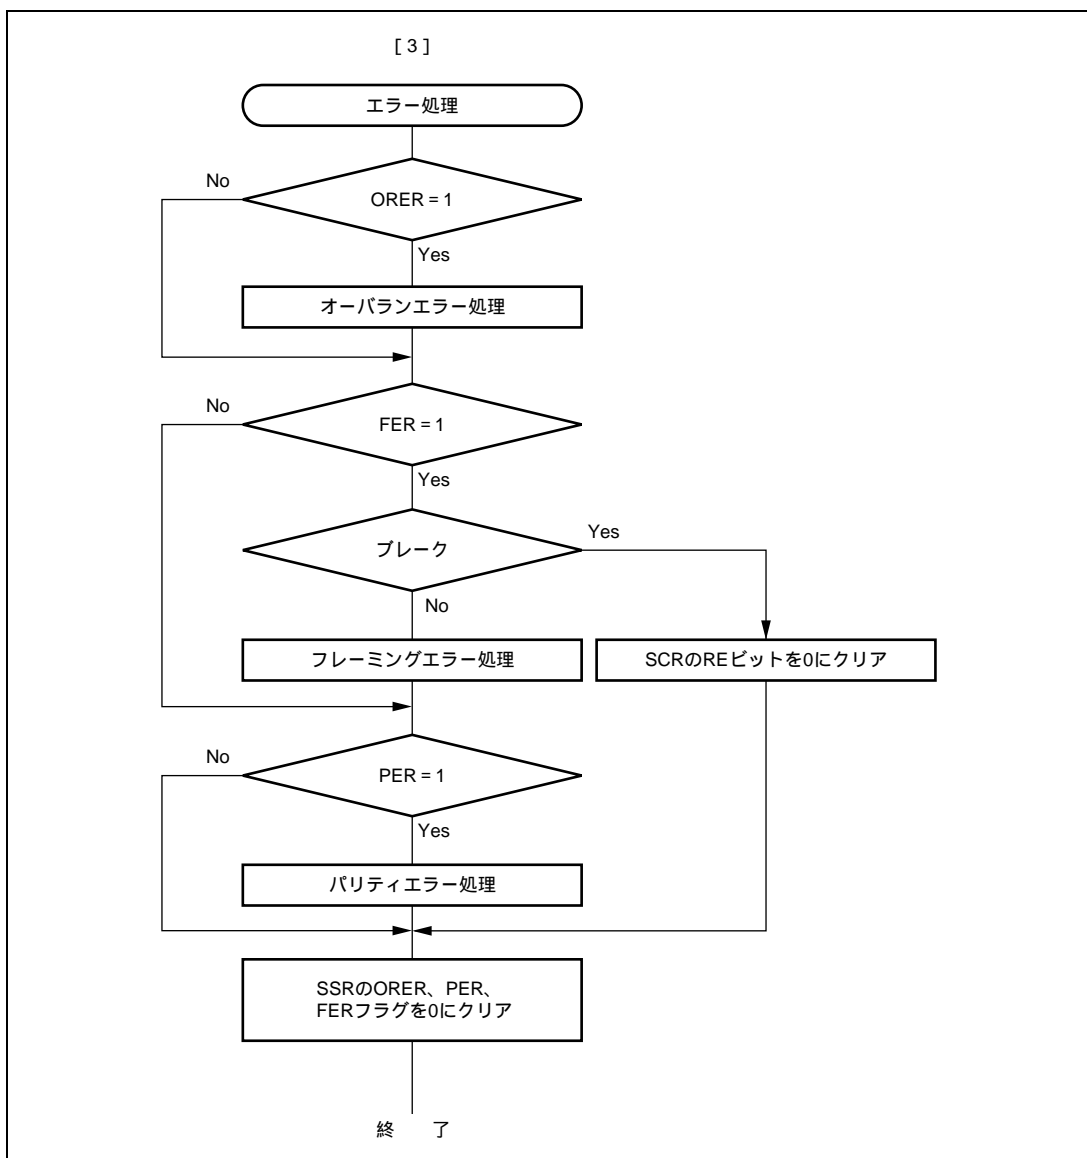 [ 3 ]
エラー処理
No
ORER = 1
Yes
オーバランエラー処理
No
FER = 1
Yes
ブレーク
Yes
No
フレーミングエラー処理
SCRのREビットを0にクリア
No
PER = 1
Yes
パリティエラー処理
SSRのORER、PER、
FERフラグを0にクリア
終 了